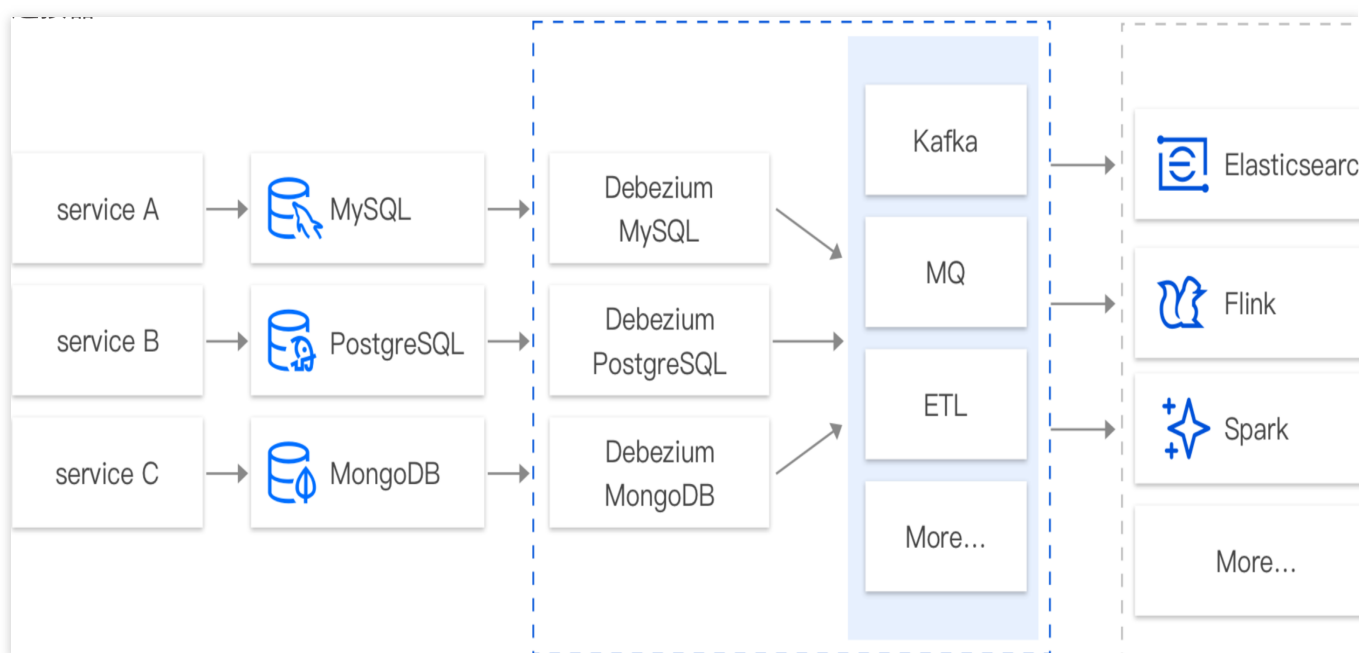 service A
MySQL
Debezium
MySQL
service B
PostgreSQL
Debezium
PostgreSQL
service C
MongoDB
Debezium
MongoDB
Kafka
MQ
ETL
More...
Elasticsearc
Flink
Spark
More...